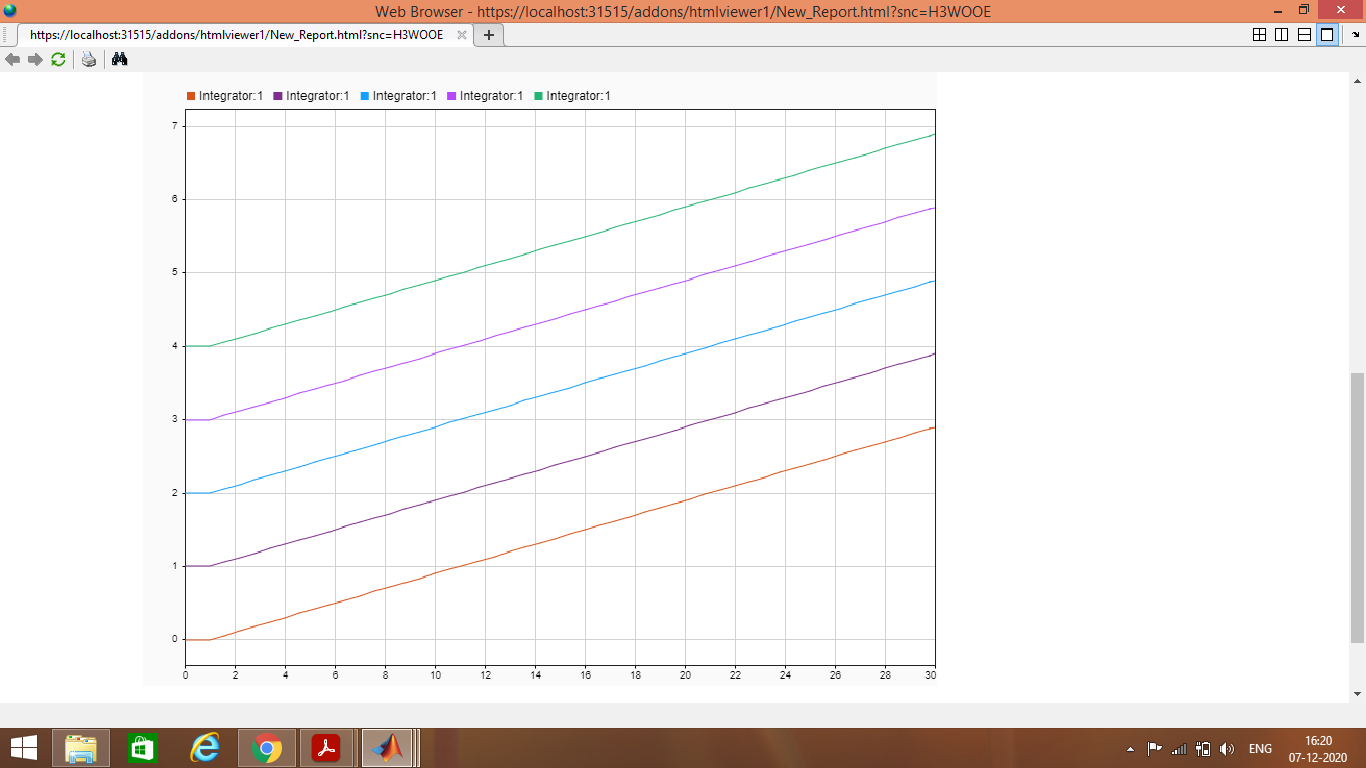 Web Browser - https://localhost:31515/addons/htmlviewer1/New_Report.html?snc=H3WOOE
https://localhost:31515/addons/htmlviewer1/New_Report.html?snc=H3WOOE
Integrator:1 Integrator:1 Integrator:1 Integrator:1 Integrator:1
7
6
5
4
3
2
1
0
0 2 4 6 8 10 12 14 16 18 20 22 24 26 28 30
ENG
16:20
07-12-2020